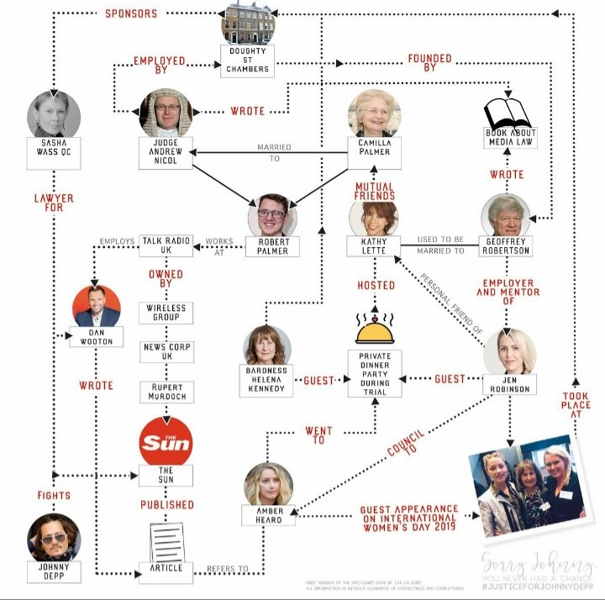 SPONSORS
DOUGHTY
ST
CHAMBERS
EMPLOYED
BY
FOUNDED
BY
SASHA
WASS QC
JUDGE
ANDREW
NICOL
WROTE
CAMILLA
PALMER
BOOK ABOUT
MEDIA LAW
MARRIED
TO
LAWYER
FOR
MUTUAL
FRIENDS
WROTE
ROBERT
PALMER
KATHY
LETTE
GEOFFREY
ROBERTSON
EMPLOYS
TALK RADIO
UK
WORKS
AT
USED TO BE
MARRIED TO
OWNED
BY
HOSTED
PERSONAL FRIEND OF
EMPLOYER
AND MENTOR
OF
WIRELESS
GROUP
DAN
WOOTON
NEWS CORP
UK
BARONESS
HELENA
KENNEDY
GUEST
PRIVATE
DINNER
PARTY
DURING
TRIAL
GUEST
JEN
ROBINSON
WROTE
RUPERT
MURDOCH
TOOK
PLACE
AT
THE
Sun
THE
SUN
WENT
TO
COUNCIL
TO
FIGHTS
PUBLISHED
AMBER
HEARD
GUEST APPEARANCE
ON INTERNATIONAL
WOMEN'S DAY 2019
JOHNNY
DEPP
ARTICLE
REFERS TO
Sorry Johnny,
YOU NEVER HAD A CHANCE
#JUSTICEFORJOHNNYDEPP